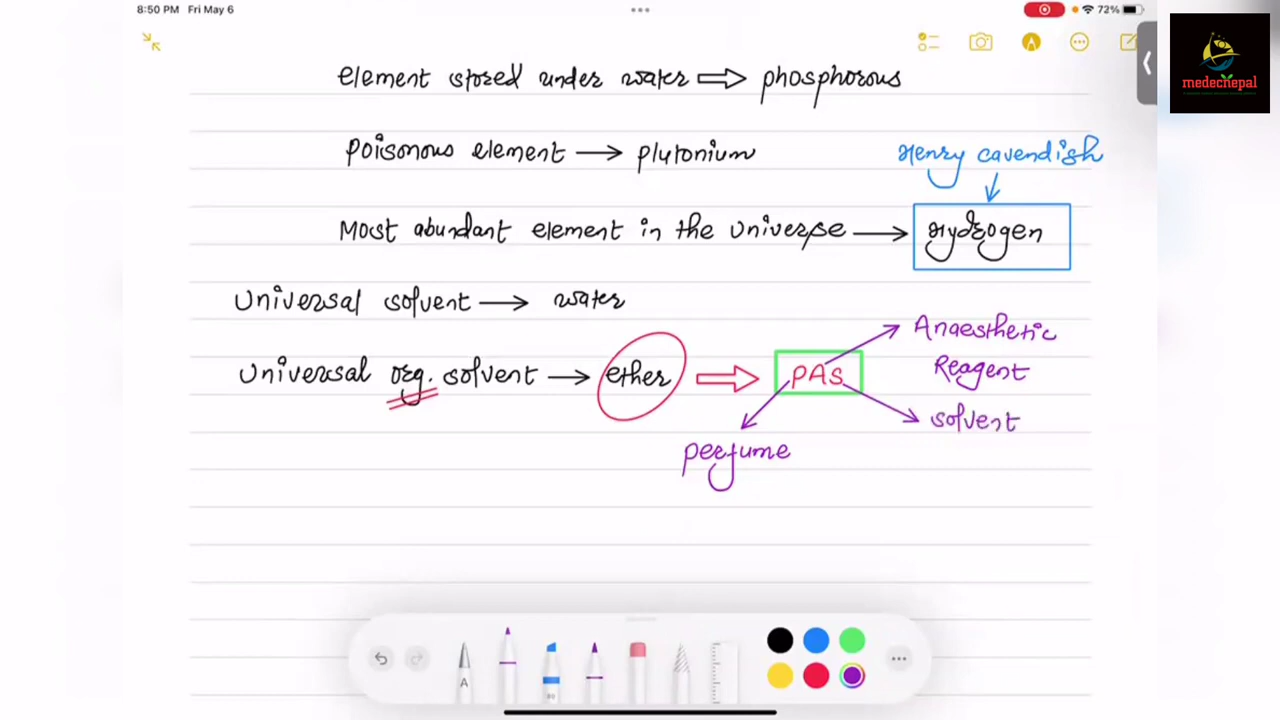 8:50 PM Fri May 6
72%
medecnepal
element stored under water ⇒ phosphorous
Poisonous element → plutonium
Henry cavendish
Most abundant element in the universe → Hydrogen
Universal solvent → water
Anaesthetic
Universal org. solvent → ether ⇒ PAS
Reagent
solvent
perfume
A